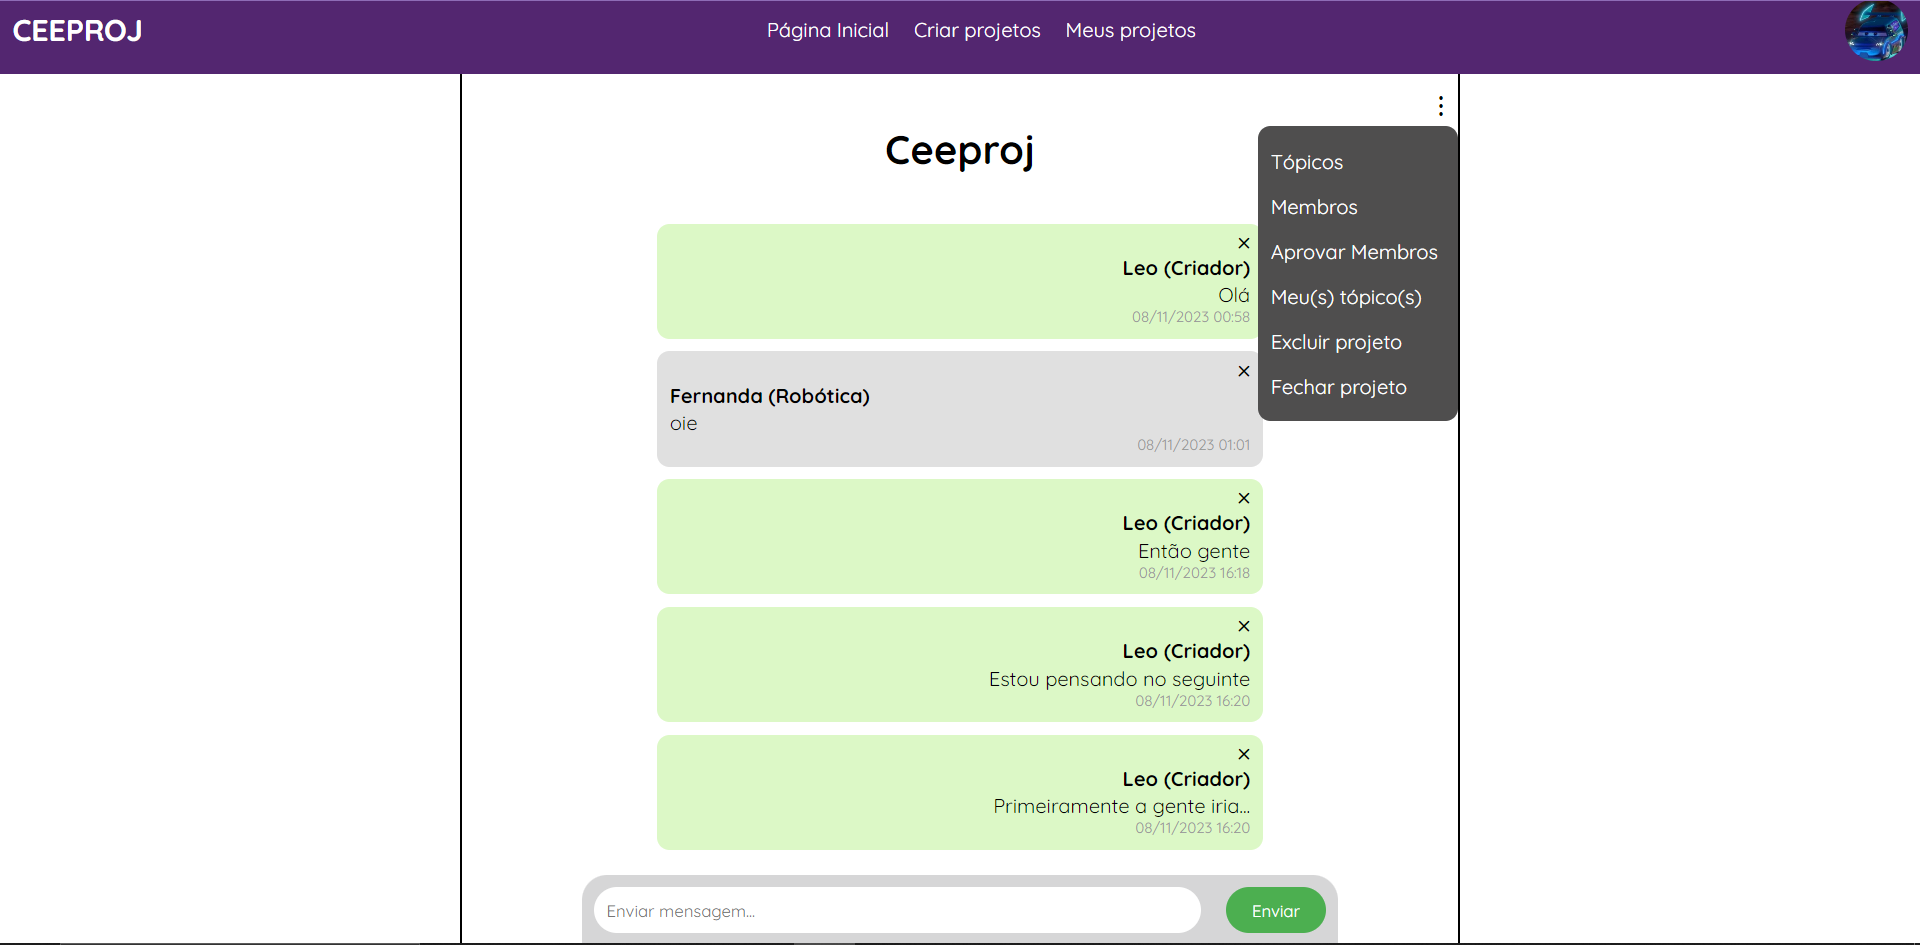 CEEPROJ
Página Inicial
Criar projetos
Meus projetos
Ceeproj
Tópicos
Membros
Aprovar Membros
Meu(s) tópico(s)
Excluir projeto
Fechar projeto
Leo (Criador)
Olá
08/11/2023 00:58
Fernanda (Robótica)
oie
08/11/2023 01:01
Leo (Criador)
Então gente
08/11/2023 16:18
Leo (Criador)
Estou pensando no seguinte
08/11/2023 16:20
Leo (Criador)
Primeiramente a gente iria...
08/11/2023 16:20
Enviar mensagem...
Enviar